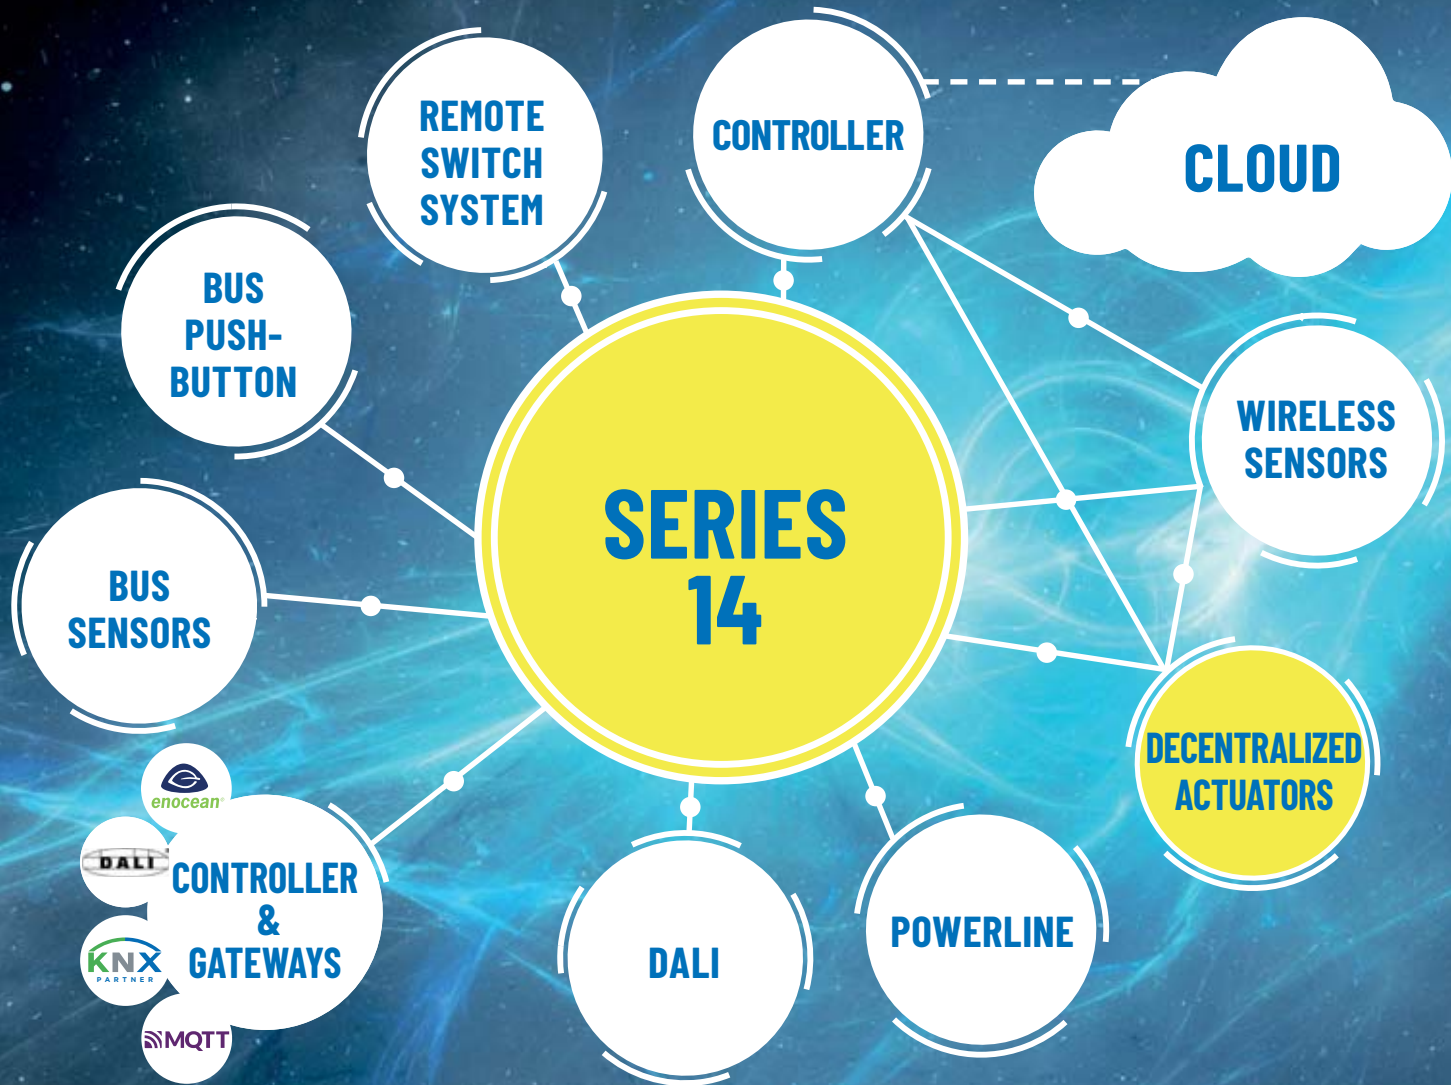 REMOTE
SWITCH
SYSTEM
CONTROLLER
CLOUD
BUS
PUSH-
BUTTON
WIRELESS
SENSORS
SERIES
14
BUS
SENSORS
DECENTRALIZED
ACTUATORS
enocean®
DALI
CONTROLLER
&
GATEWAYS
KNX
PARTNER
MQTT
DALI
POWERLINE